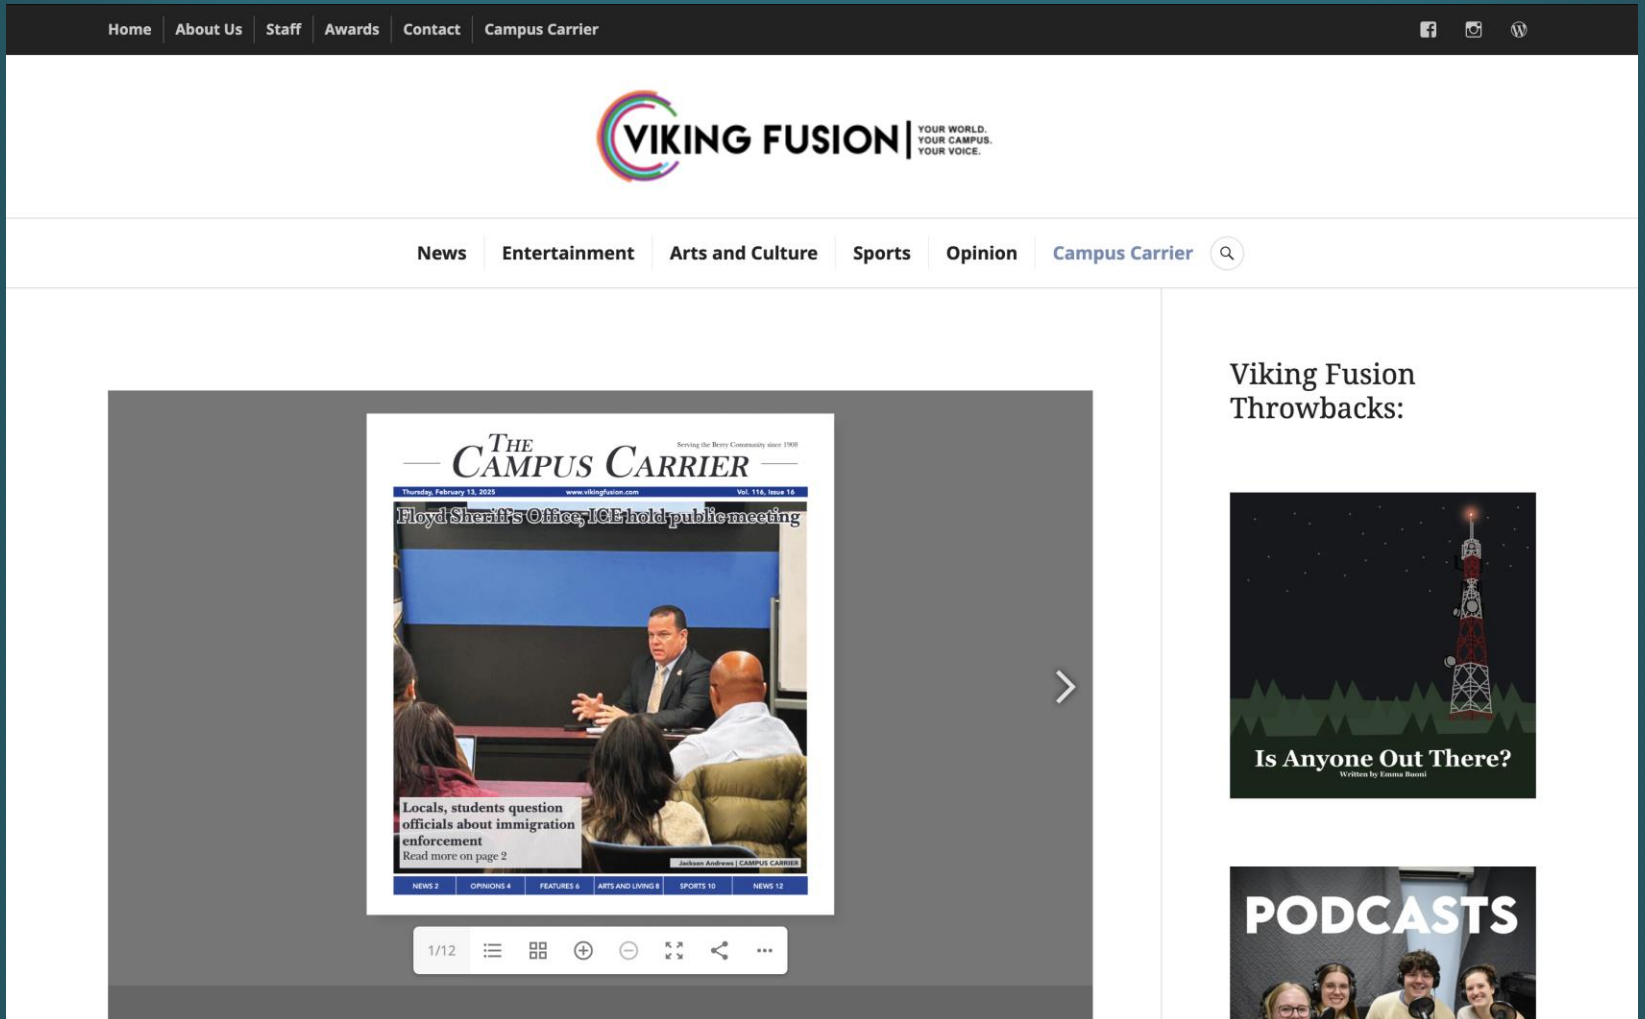 Home
About Us
Staff
Awards
Contact
Campus Carrier
VIKING FUSION
YOUR WORLD.
YOUR CAMPUS.
YOUR VOICE.
News
Entertainment
Arts and Culture
Sports
Opinion
Campus Carrier
THE
CAMPUS CARRIER
Serving the Berry Community since 1908
Thursday, February 13, 2025
www.vikingfusion.com
Vol. 116, Issue 16
Floyd Sheriff's Office, ICE hold public meeting
Locals, students question
officials about immigration
enforcement
Read more on page 2
Jackson Andrews | CAMPUS CARRIER
NEWS 2
OPINIONS 4
FEATURES 6
ARTS AND LIVING 8
SPORTS 10
NEWS 12
1/12
Viking Fusion
Throwbacks:
Is Anyone Out There?
Written by Emma Buoni
PODCASTS